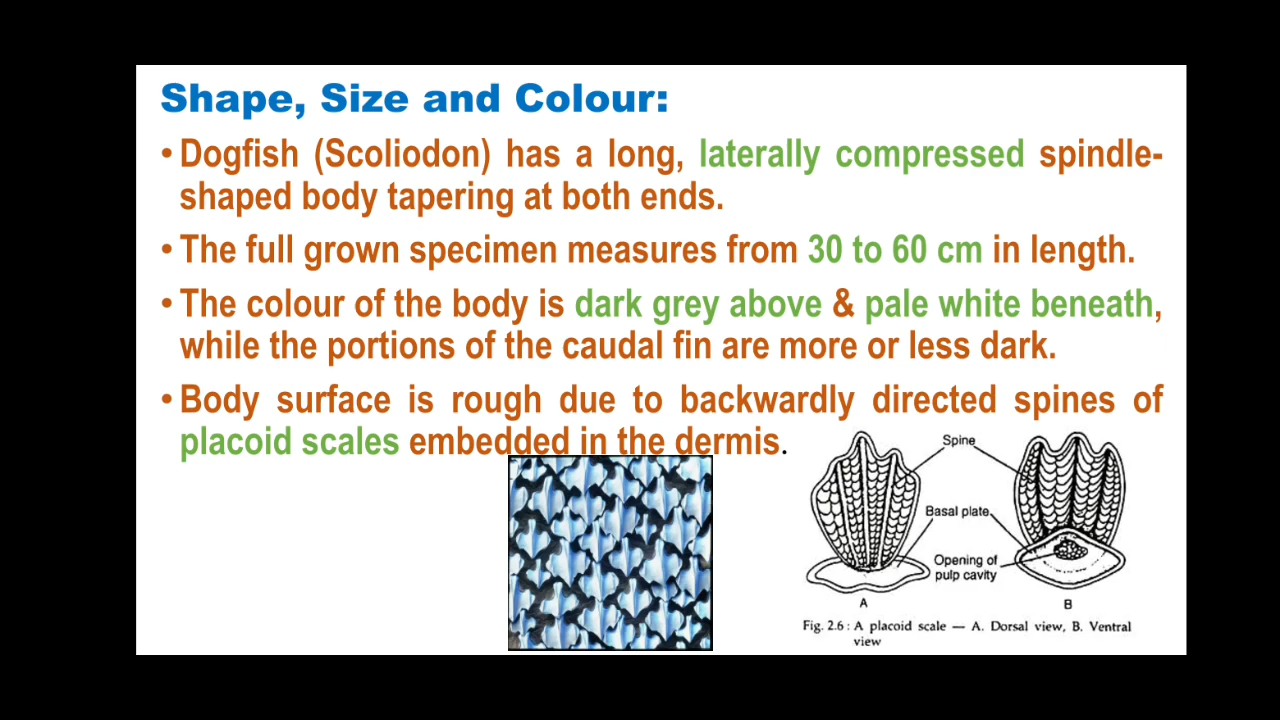 Shape, Size and Colour:
• Dogfish (Scoliodon) has a long, laterally compressed spindle-
shaped body tapering at both ends.
• The full grown specimen measures from 30 to 60 cm in length.
• The colour of the body is dark grey above & pale white beneath,
while the portions of the caudal fin are more or less dark.
• Body surface is rough due to backwardly directed spines of
placoid scales embedded in the dermis.
Spine
Basal plate
Opening of
pulp cavity
A
B
Fig. 2.6 : A placoid scale — A. Dorsal view, B. Ventral
view